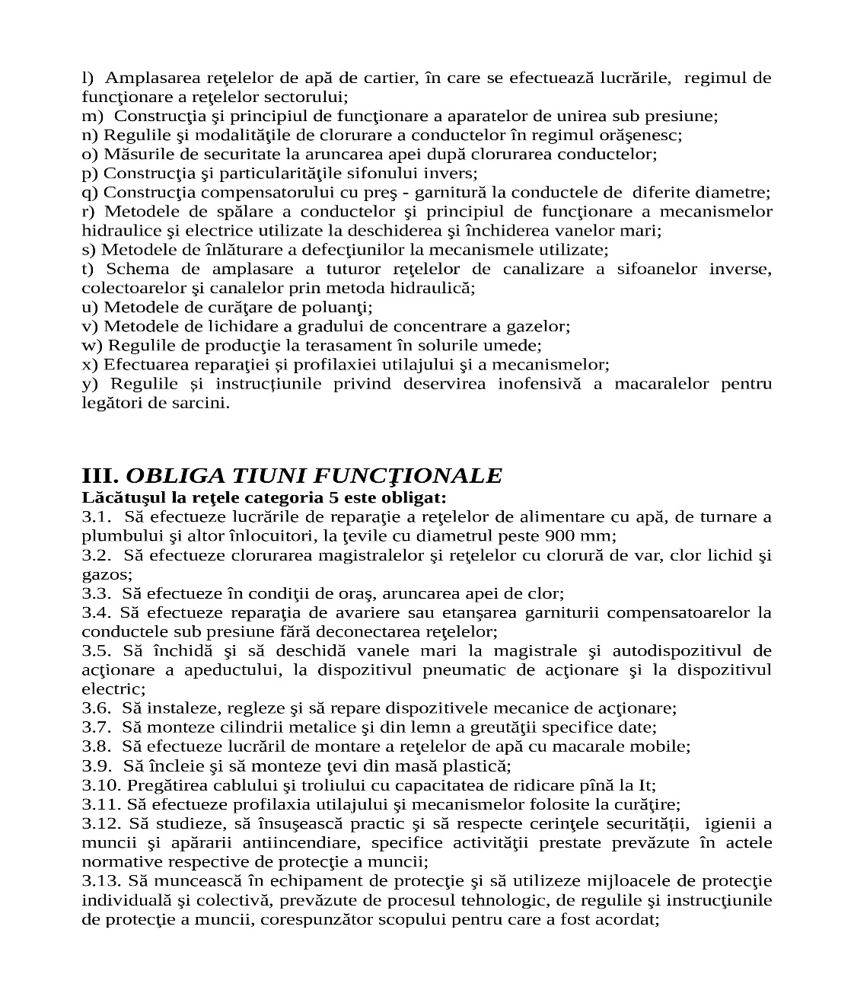 l)  Amplasarea reţelelor de apă de cartier, în care se efectuează lucrările,  regimul de
funcţionare a reţelelor sectorului;
m)  Construcţia şi principiul de funcţionare a aparatelor de unirea sub presiune;
n) Regulile şi modalităţile de clorurare a conductelor în regimul orăşenesc;
o) Măsurile de securitate la aruncarea apei după clorurarea conductelor;
p) Construcţia şi particularităţile sifonului invers;
q) Construcţia compensatorului cu preş - garnitură la conductele de  diferite diametre;
r) Metodele de spălare a conductelor şi principiul de funcţionare a mecanismelor
hidraulice şi electrice utilizate la deschiderea şi închiderea vanelor mari;
s) Metodele de înlăturare a defecţiunilor la mecanismele utilizate;
t) Schema de amplasare a tuturor reţelelor de canalizare a sifoanelor inverse,
colectoarelor şi canalelor prin metoda hidraulică;
u) Metodele de curăţare de poluanţi;
v) Metodele de lichidare a gradului de concentrare a gazelor;
w) Regulile de producţie la terasament în solurile umede;
x) Efectuarea reparaţiei și profilaxiei utilajului şi a mecanismelor;
y) Regulile și instrucțiunile privind deservirea inofensivă a macaralelor pentru
legători de sarcini.
III. OBLIGA TIUNI FUNCŢIONALE
Lăcătuşul la reţele categoria 5 este obligat:
3.1.  Să efectueze lucrările de reparaţie a reţelelor de alimentare cu apă, de turnare a
plumbului şi altor înlocuitori, la ţevile cu diametrul peste 900 mm;
3.2.  Să efectueze clorurarea magistralelor şi reţelelor cu clorură de var, clor lichid şi
gazos;
3.3.  Să efectueze în condiţii de oraş, aruncarea apei de clor;
3.4. Să efectueze reparaţia de avariere sau etanşarea garniturii compensatoarelor la
conductele sub presiune fără deconectarea reţelelor;
3.5. Să închidă şi să deschidă vanele mari la magistrale şi autodispozitivul de
acţionare a apeductului, la dispozitivul pneumatic de acţionare şi la dispozitivul
electric;
3.6.  Să instaleze, regleze şi să repare dispozitivele mecanice de acţionare;
3.7.  Să monteze cilindrii metalice şi din lemn a greutăţii specifice date;
3.8.  Să efectueze lucrăril de montare a reţelelor de apă cu macarale mobile;
3.9.  Să încleie şi să monteze ţevi din masă plastică;
3.10. Pregătirea cablului şi troliului cu capacitatea de ridicare pînă la It;
3.11. Să efectueze profilaxia utilajului şi mecanismelor folosite la curăţire;
3.12. Să studieze, să însuşească practic şi să respecte cerinţele securității,  igienii a
muncii şi apărarii antiincendiare, specifice activităţii prestate prevăzute în actele
normative respective de protecţie a muncii;
3.13. Să muncească în echipament de protecţie şi să utilizeze mijloacele de protecţie
individuală şi colectivă, prevăzute de procesul tehnologic, de regulile şi instrucţiunile
de protecţie a muncii, corespunzător scopului pentru care a fost acordat;